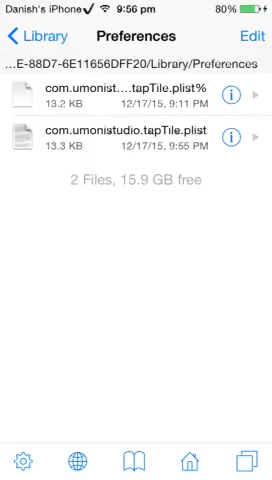 Danish's iPhone 9:56 pm 80%
Library Preferences Edit
...E-88D7-6E11656DFF20/Library/Preferences
com.umonist....tapTile.plist%
13.2 KB 12/17/15, 9:11 PM
com.umonistudio.tapTile.plist
13.3 KB 12/17/15, 9:55 PM
2 Files, 15.9 GB free